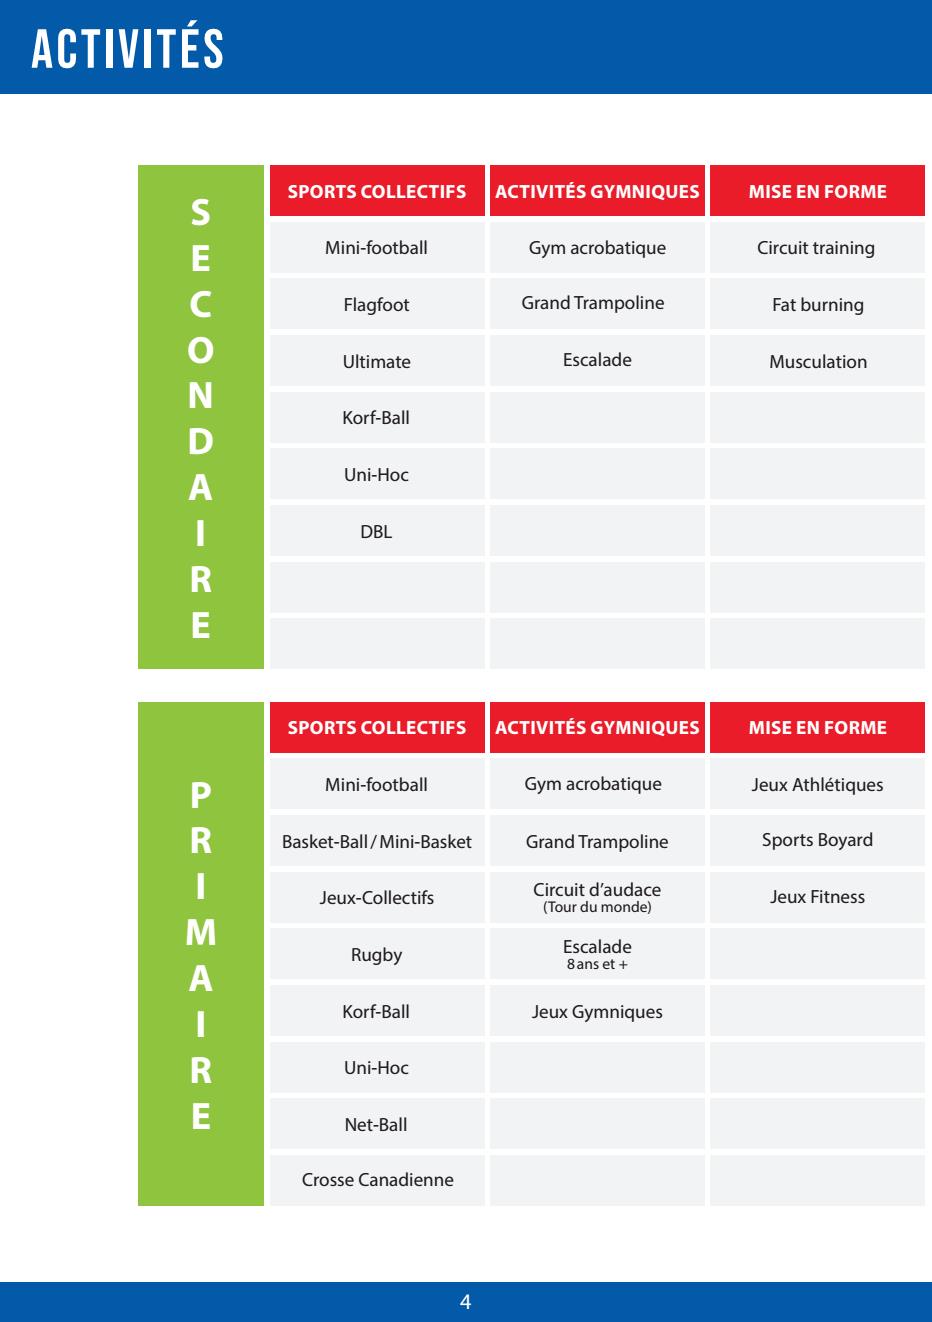 ACTIVITÉS
SECONDAIRE
SPORTS COLLECTIFS ACTIVITÉS GYMNIQUES MISE EN FORME
Mini-football Gym acrobatique Circuit training
Flagfoot Grand Trampoline Fat burning
Ultimate Escalade Musculation
Korf-Ball
Uni-Hoc
DBL
PRIMAIRE
SPORTS COLLECTIFS ACTIVITÉS GYMNIQUES MISE EN FORME
Mini-football Gym acrobatique Jeux Athlétiques
Basket-Ball / Mini-Basket Grand Trampoline Sports Boyard
Jeux-Collectifs Circuit d’audace Jeux Fitness
(Tour du monde)
Rugby Escalade
8 ans et +
Korf-Ball Jeux Gymniques
Uni-Hoc
Net-Ball
Crosse Canadienne
4